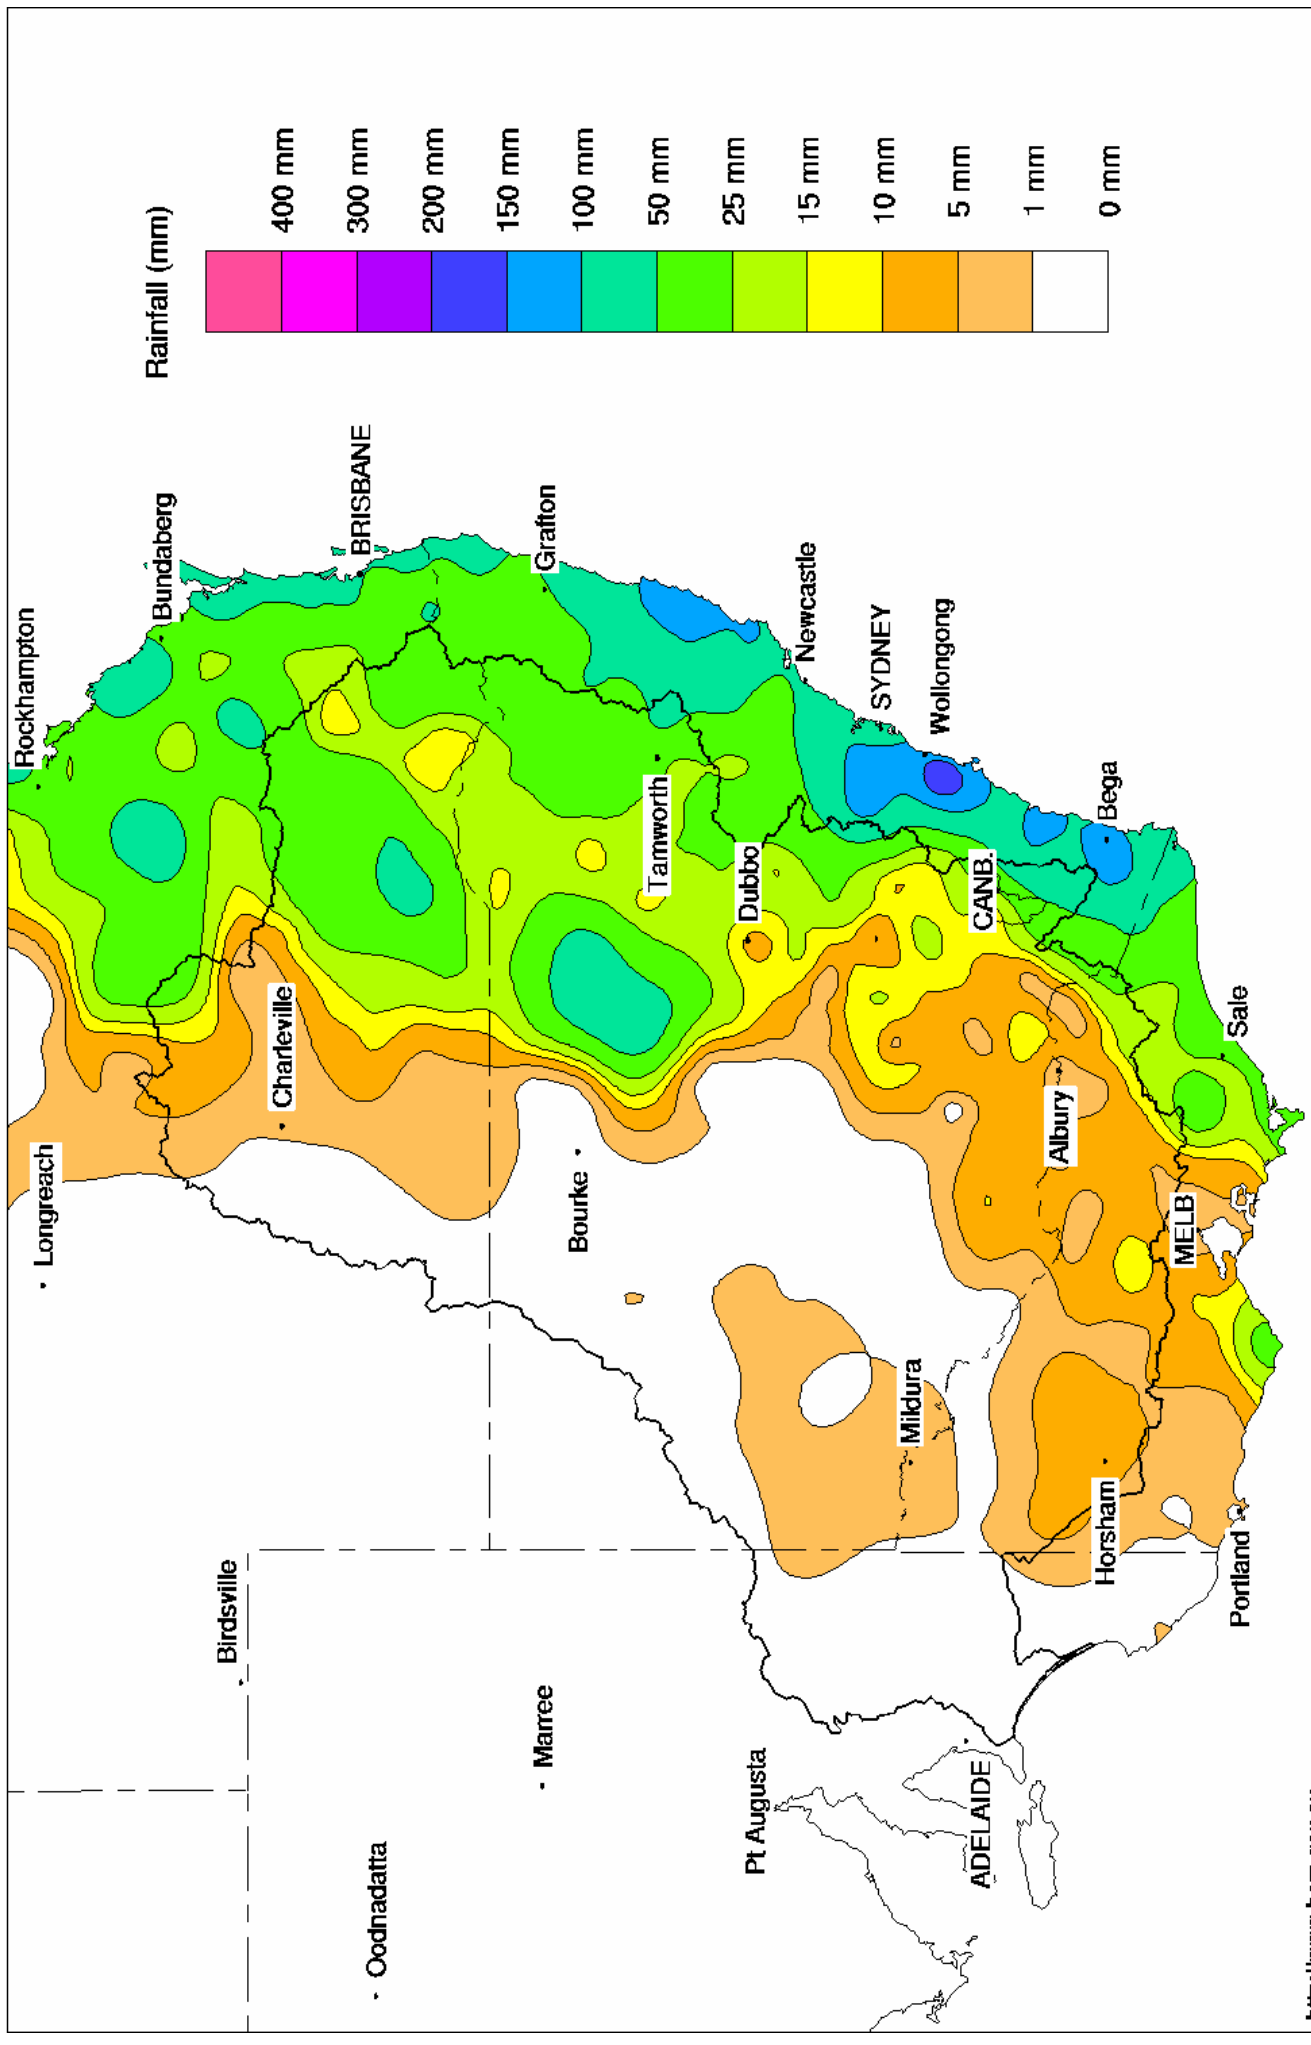 Rainfall (mm)
400 mm
300 mm
200 mm
150 mm
100 mm
50 mm
25 mm
15 mm
10 mm
5 mm
1 mm
0 mm
Rockhampton
Bundaberg
BRISBANE
Grafton
Newcastle
SYDNEY
Wollongong
Bega
Tamworth
Dubbo
CANB.
Sale
Longreach
Charleville
Bourke
Albury
MELB
Mildura
Horsham
Portland
Birdsville
Marree
Pt Augusta
ADELAIDE
Oodnadatta